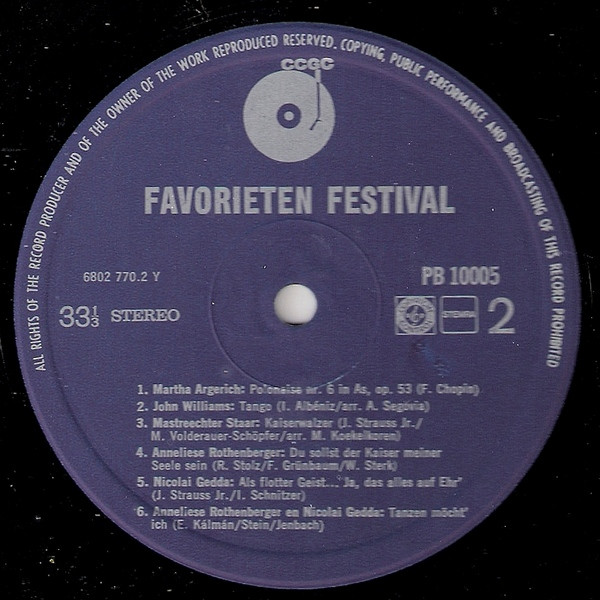 ALL RIGHTS OF THE RECORD PRODUCER AND OF THE OWNER OF THE WORK REPRODUCED RESERVED. COPYING, PUBLIC PERFORMANCE AND BROADCASTING OF THIS RECORD PROHIBITED
CCGC
FAVORIETEN FESTIVAL
6802 770.2 Y
PB 10005
33⅓ STEREO
STEMRA
2
1. Martha Argerich: Polonaise nr. 6 in As, op. 53 (F. Chopin)
2. John Williams: Tango (I. Albéniz/arr. A. Segovia)
3. Mastreechter Staar: Kaiserwalzer (J. Strauss Jr./
M. Volderauer-Schöpfer/arr. M. Koekelkoren)
4. Anneliese Rothenberger: Du sollst der Kaiser meiner
Seele sein (R. Stolz/F. Grünbaum/W. Sterk)
5. Nicolai Gedda: Als flotter Geist... "Ja, das alles auf Ehr"
(J. Strauss Jr./I. Schnitzer)
6. Anneliese Rothenberger en Nicolai Gedda: Tanzen möcht'
ich (E. Kálmán/Stein/Jenbach)